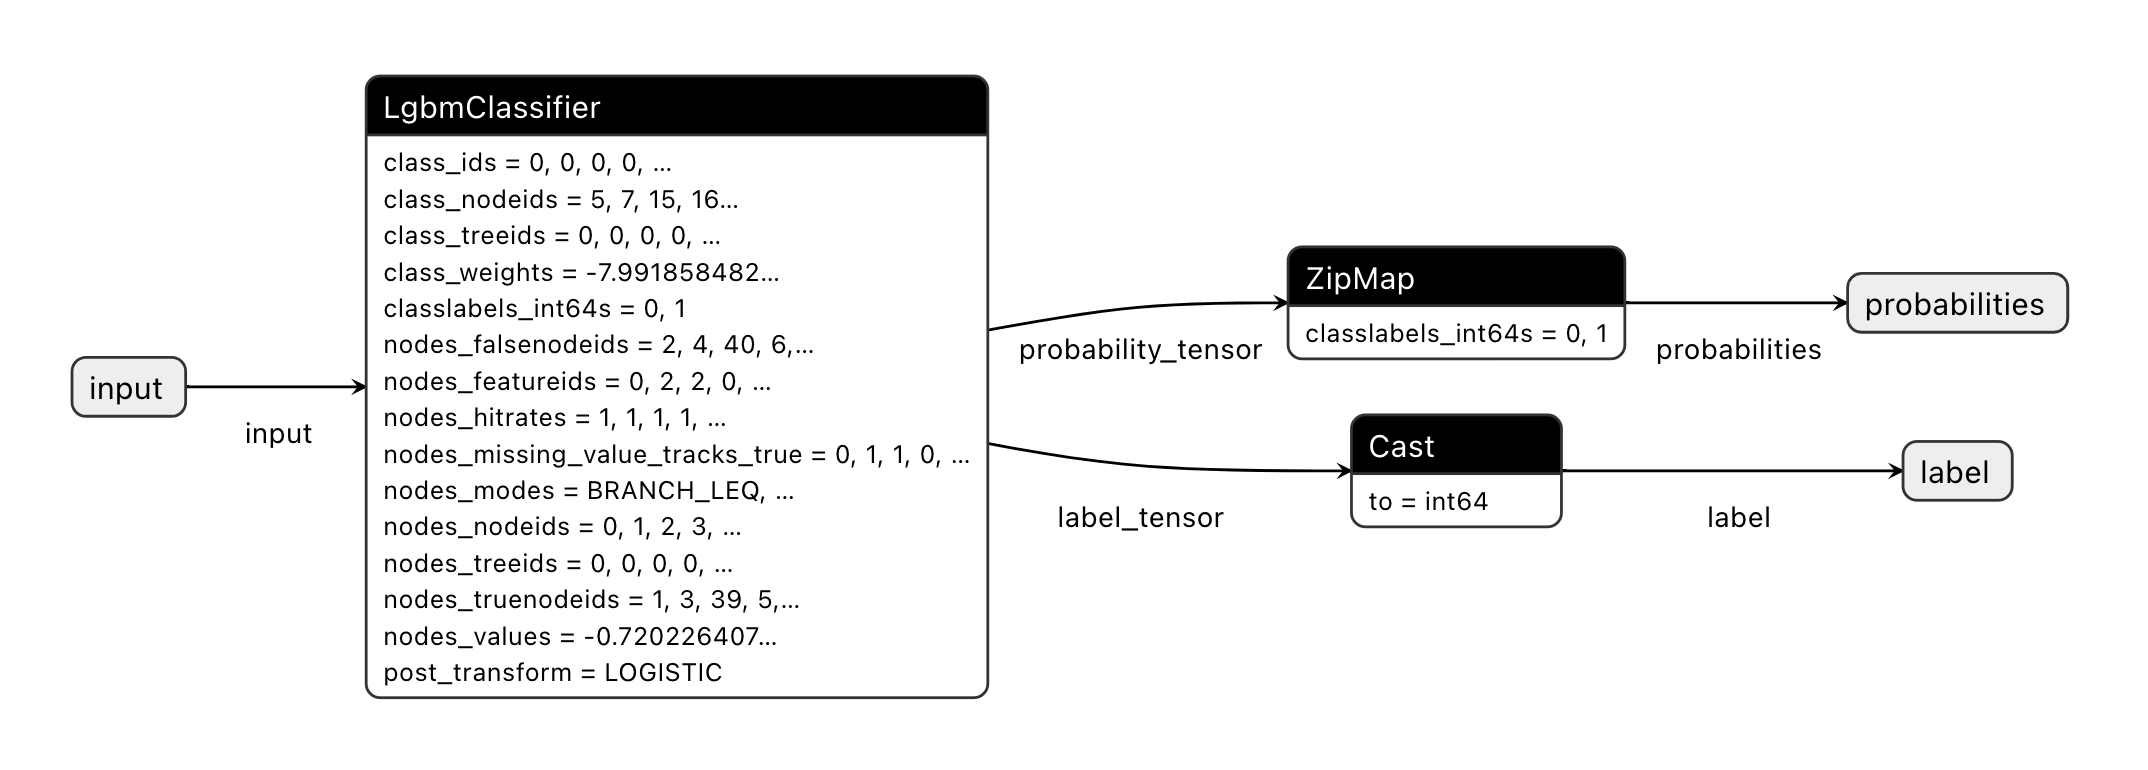 input
input
LgbmClassifier
class_ids = 0, 0, 0, 0, ...
class_nodeids = 5, 7, 15, 16...
class_treeids = 0, 0, 0, 0, ...
class_weights = -7.991858482...
classlabels_int64s = 0, 1
nodes_falsenodeids = 2, 4, 40, 6,...
nodes_featureids = 0, 2, 2, 0, ...
nodes_hitrates = 1, 1, 1, 1, ...
nodes_missing_value_tracks_true = 0, 1, 1, 0, ...
nodes_modes = BRANCH_LEQ, ...
nodes_nodeids = 0, 1, 2, 3, ...
nodes_treeids = 0, 0, 0, 0, ...
nodes_truenodeids = 1, 3, 39, 5,...
nodes_values = -0.720226407...
post_transform = LOGISTIC
probability_tensor
ZipMap
classlabels_int64s = 0, 1
probabilities
probabilities
label_tensor
Cast
to = int64
label
label